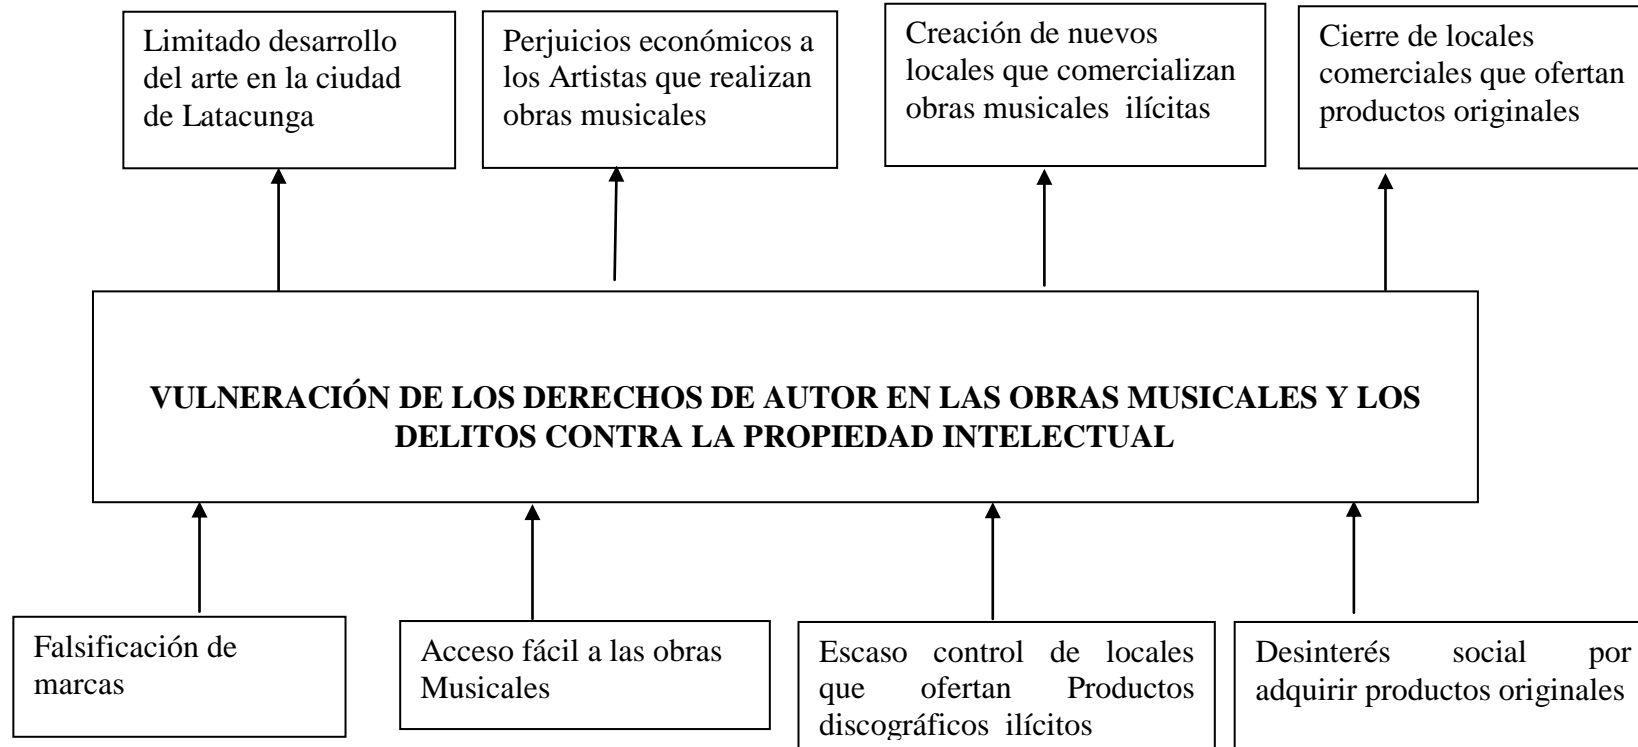 Limitado desarrollo
del arte en la ciudad
de Latacunga
Perjuicios económicos a
los Artistas que realizan
obras musicales
Creación de nuevos
locales que comercializan
obras musicales ilícitas
Cierre de locales
comerciales que ofertan
productos originales
VULNERACIÓN DE LOS DERECHOS DE AUTOR EN LAS OBRAS MUSICALES Y LOS
DELITOS CONTRA LA PROPIEDAD INTELECTUAL
Falsificación de
marcas
Acceso fácil a las obras
Musicales
Escaso control de locales
que ofertan Productos
discográficos ilícitos
Desinterés social por
adquirir productos originales